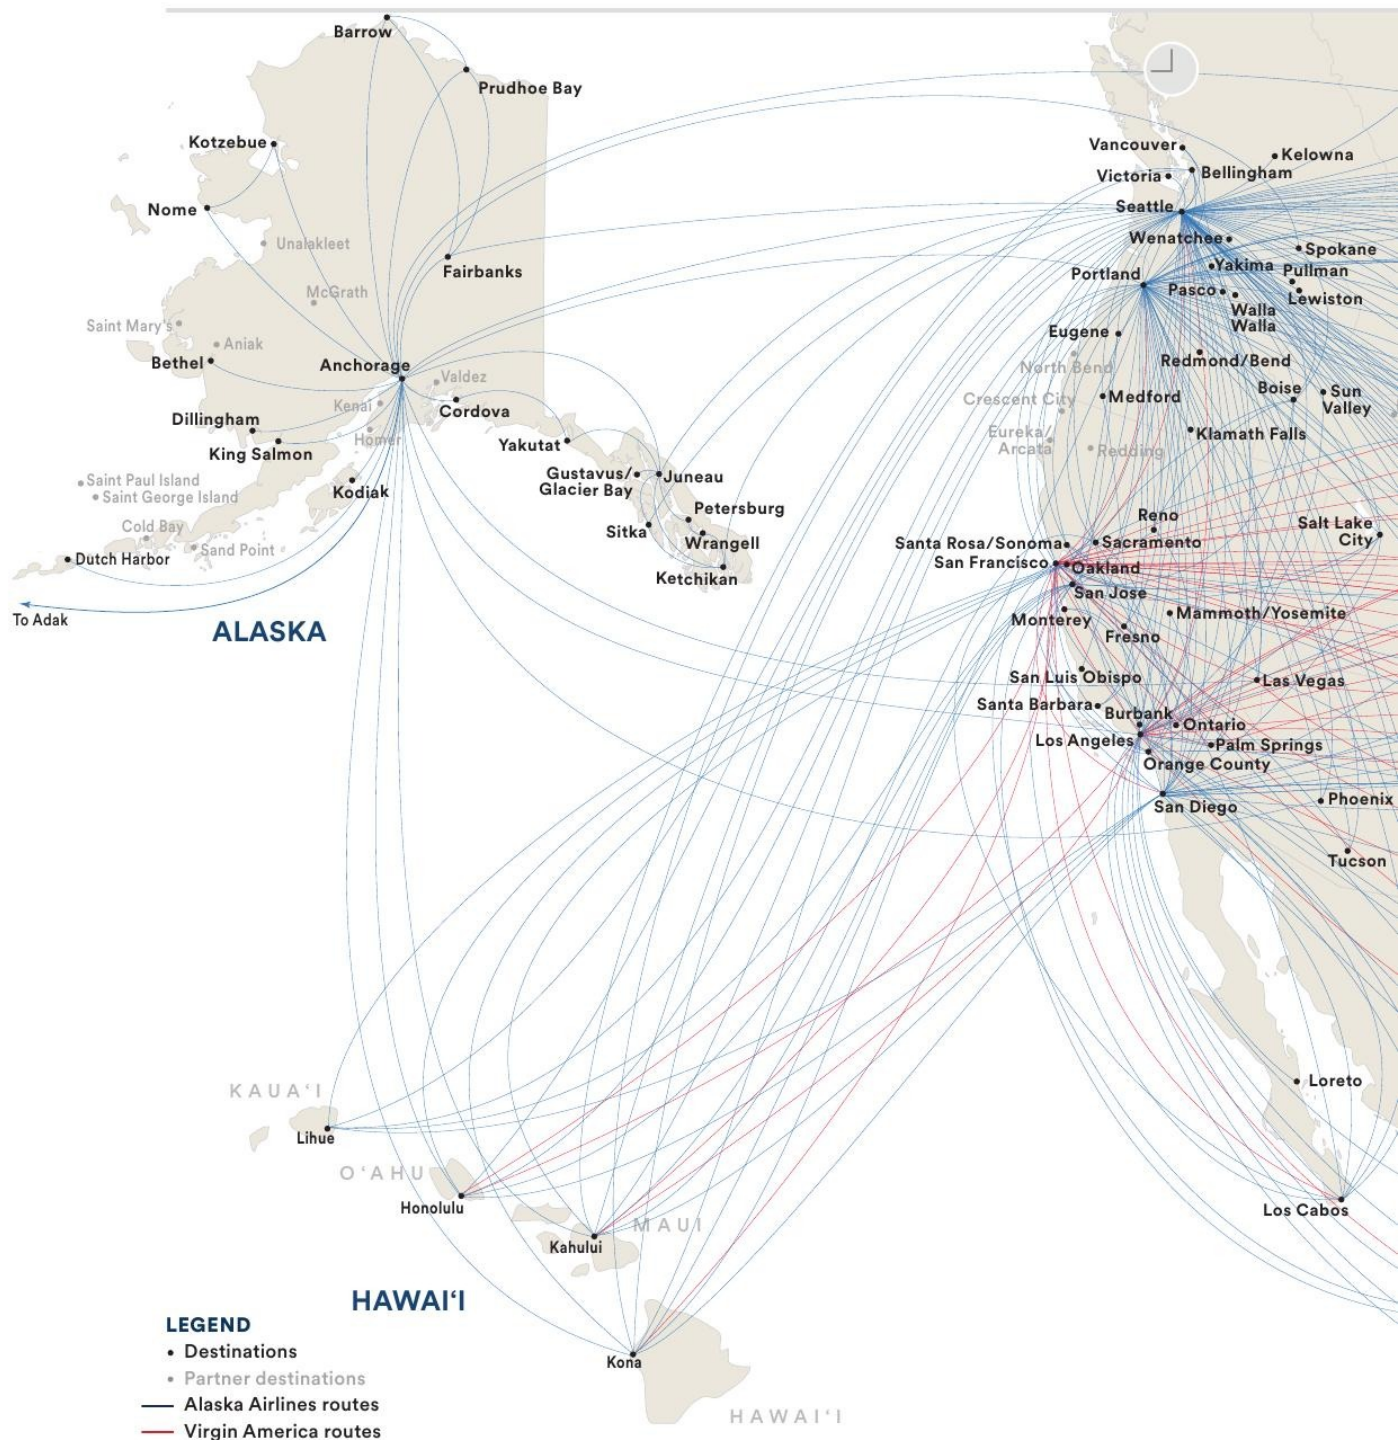 Barrow
Prudhoe Bay
Kotzebue
Nome
Unalakleet
Fairbanks
McGrath
Saint Mary's
Aniak
Bethel
Anchorage
Valdez
Kenai
Cordova
Dillingham
Homer
King Salmon
Yakutat
Saint Paul Island
Saint George Island
Kodiak
Gustavus/
Glacier Bay
Juneau
Petersburg
Sitka
Wrangell
Cold Bay
Sand Point
Dutch Harbor
Ketchikan
To Adak
ALASKA
Vancouver
Kelowna
Victoria
Bellingham
Seattle
Wenatchee
Spokane
Yakima
Pullman
Portland
Pasco
Lewiston
Walla
Walla
Eugene
North Bend
Redmond/Bend
Boise
Sun
Valley
Crescent City
Medford
Eureka/
Arcata
Redding
Klamath Falls
Reno
Salt Lake
City
Santa Rosa/Sonoma
Sacramento
San Francisco
Oakland
San Jose
Monterey
Mammoth/Yosemite
Fresno
San Luis Obispo
Las Vegas
Santa Barbara
Burbank
Ontario
Los Angeles
Palm Springs
Orange County
San Diego
Phoenix
Tucson
Loreto
Los Cabos
KAUA‘I
Lihue
O‘AHU
Honolulu
MAUI
Kahului
HAWAI‘I
Kona
HAWAI‘I
LEGEND
Destinations
Partner destinations
Alaska Airlines routes
Virgin America routes